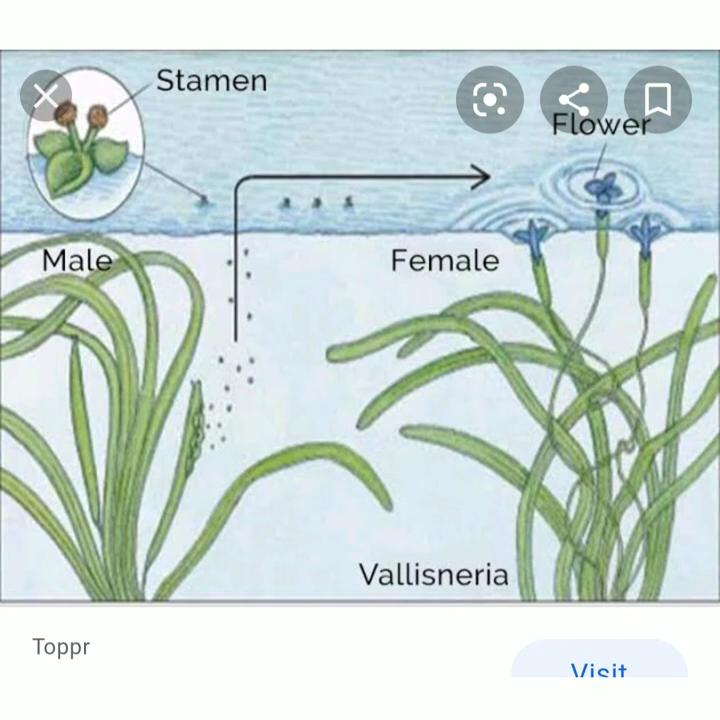 Stamen
Flower
Male
Female
Vallisneria
Toppr
Visit